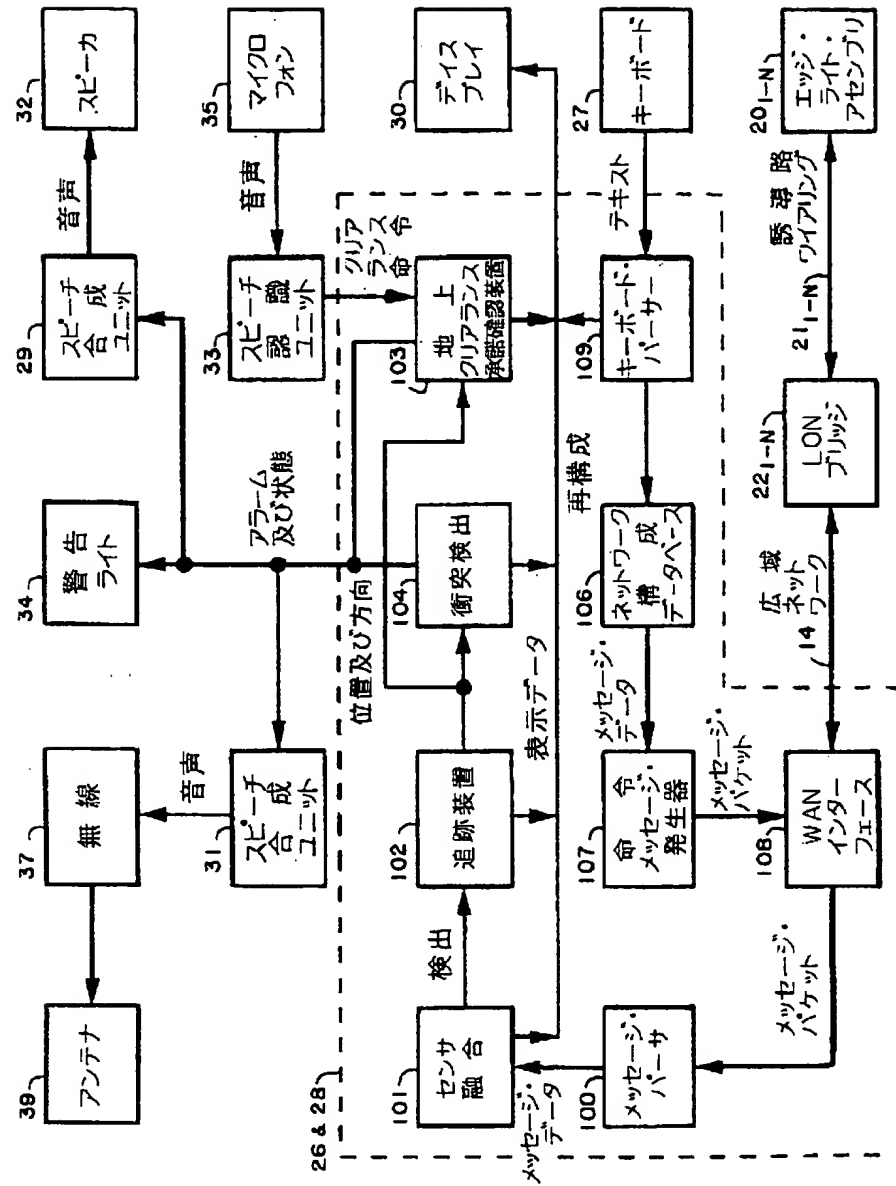 39
アンテナ
37
無線
34
警告
ライト
29
スピーチ
合成
ユニット
音声
32
スピーカ
音声
31
スピーチ
合成
ユニット
アラーム
及び状態
33
スピーチ
認識
ユニット
音声
35
マイクロ
フォン
26 & 28
位置及び方向
クリア
ランス
命令
101
センサ
融合
検出
102
追跡装置
104
衝突検出
103
地上
クリアランス
承諾確認装置
30
デイス
プレイ
表示データ
メッセージ・
データ
100
メッセージ・
パーサ
107
命令
メッセージ・
発生器
メッセージ・
データ
106
ネットワーク
構成
データベース
再構成
109
キーボード・
パーサー
テキスト
27
キーボード
メッセージ・
パケット
メッセージ・
パケット
108
WAN
インター
フェース
広域
ネット
ワーク
14
22 1-N
LON
ブリッジ
誘導路
ワイアリング
21 1-N
20 1-N
エッジ・
ライト・
アセンブリ